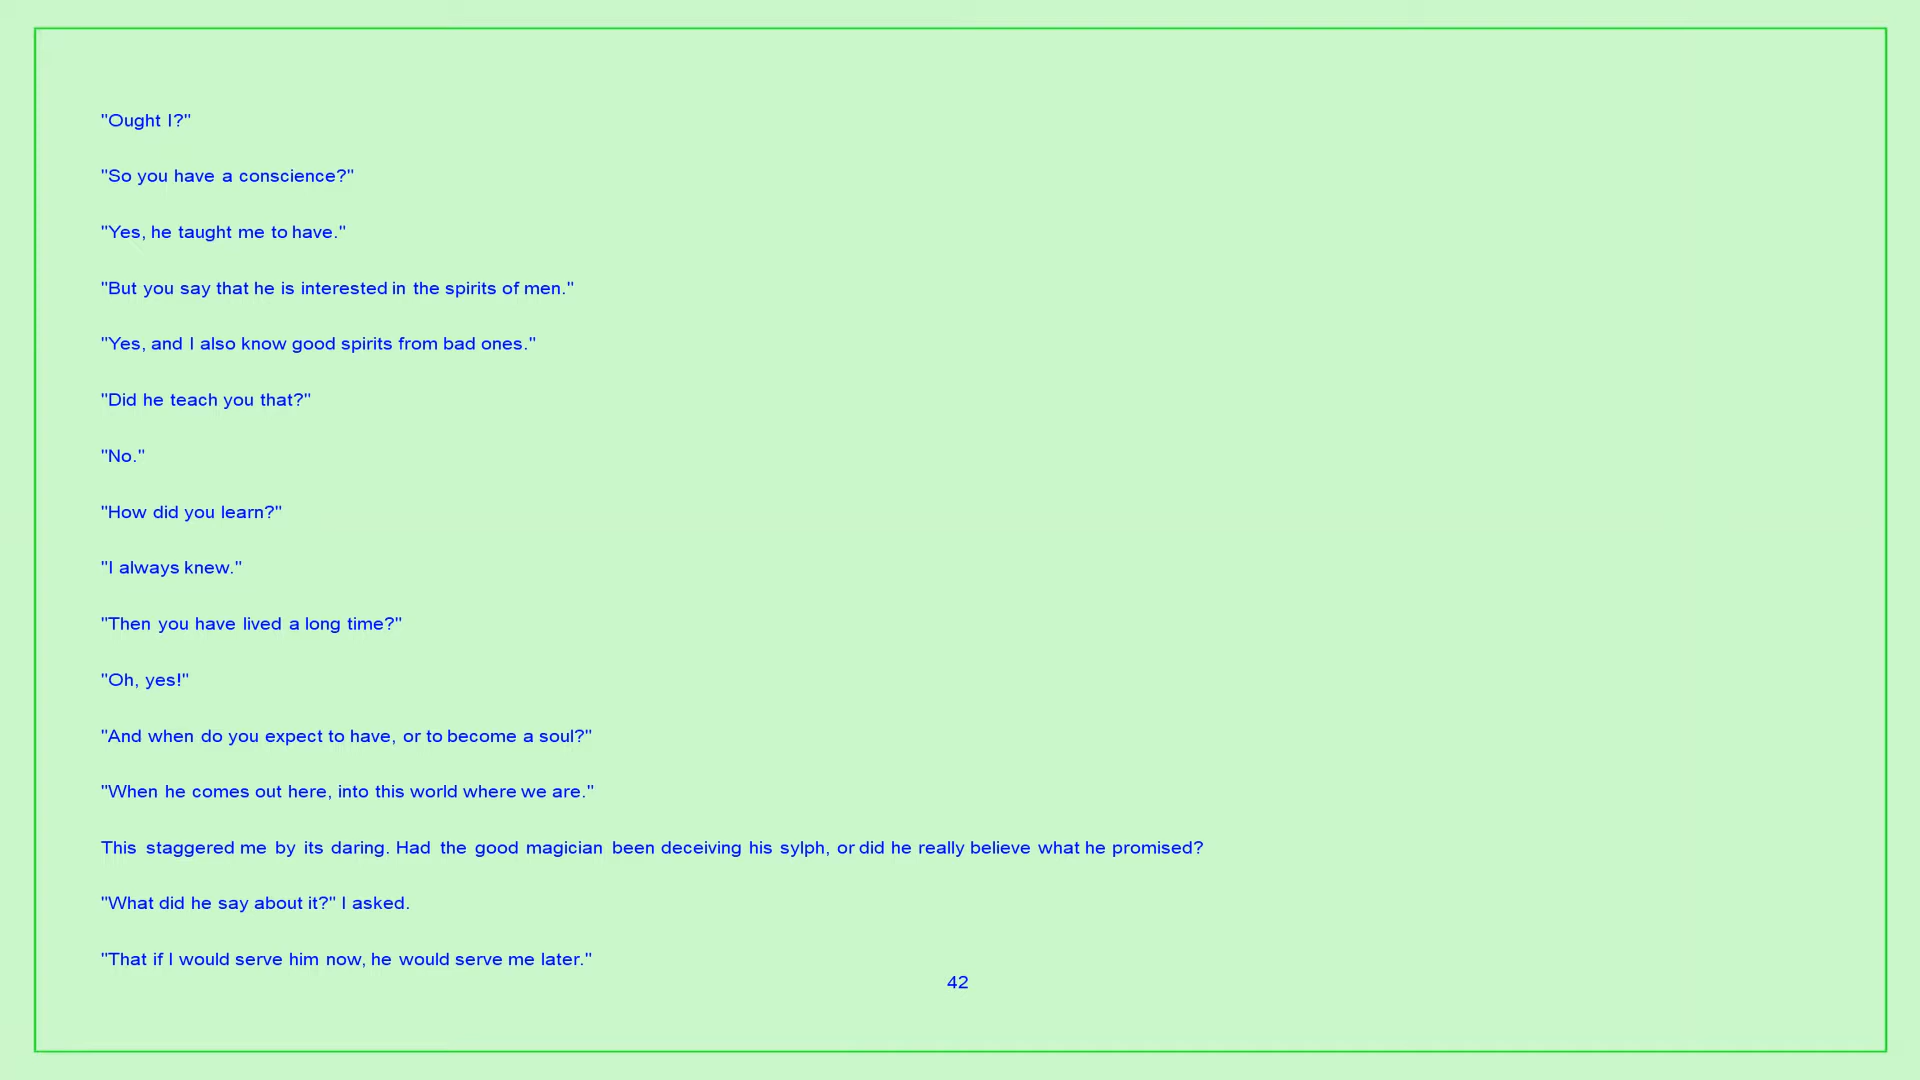 "Ought I?"
"So you have a conscience?"
"Yes, he taught me to have."
"But you say that he is interested in the spirits of men."
"Yes, and I also know good spirits from bad ones."
"Did he teach you that?"
"No."
"How did you learn?"
"I always knew."
"Then you have lived a long time?"
"Oh, yes!"
"And when do you expect to have, or to become a soul?"
"When he comes out here, into this world where we are."
This staggered me by its daring. Had the good magician been deceiving his sylph, or did he really believe what he promised?
"What did he say about it?" I asked.
"That if I would serve him now, he would serve me later."
42